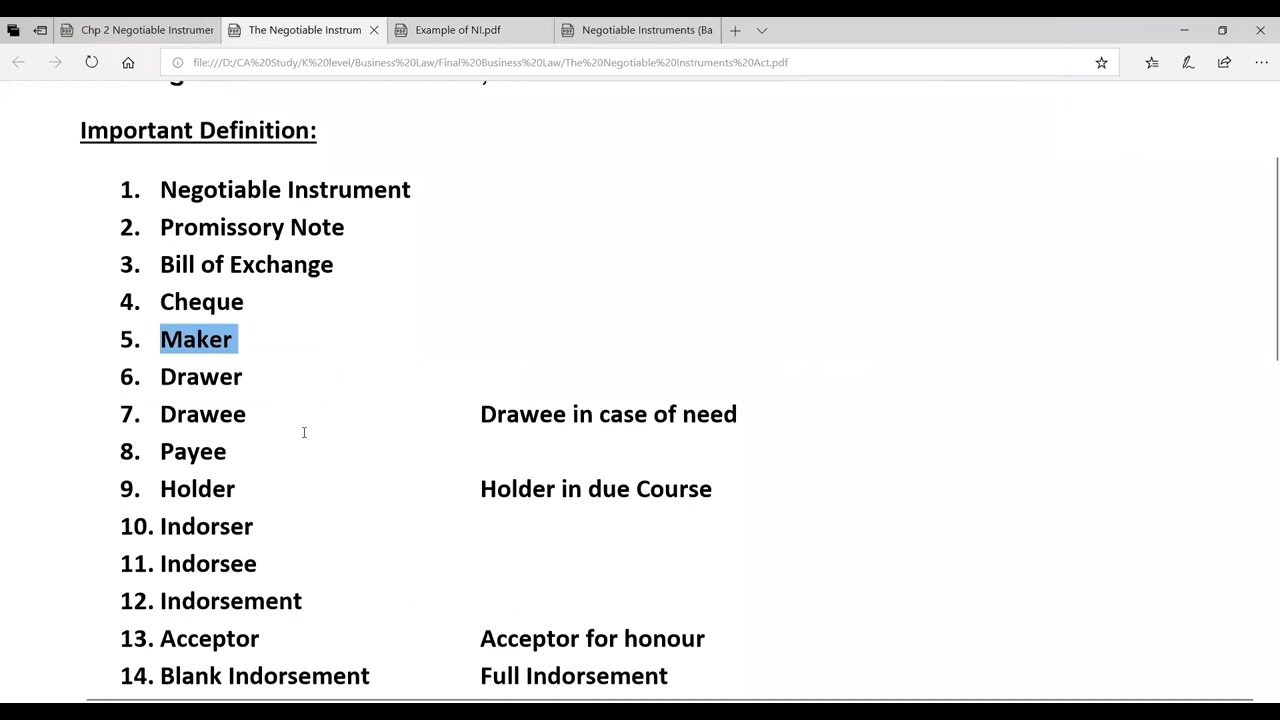 Chp 2 Negotiable Instrumer
The Negotiable Instrum
Example of NI.pdf
Negotiable Instruments (Ba
file:///D:/CA%20Study/K%20level/Business%20Law/Final%20Business%20Law/The%20Negotiable%20Instruments%20Act.pdf
Important Definition:
1. Negotiable Instrument
2. Promissory Note
3. Bill of Exchange
4. Cheque
5. Maker
6. Drawer
7. Drawee Drawee in case of need
8. Payee
9. Holder Holder in due Course
10. Indorser
11. Indorsee
12. Indorsement
13. Acceptor Acceptor for honour
14. Blank Indorsement Full Indorsement